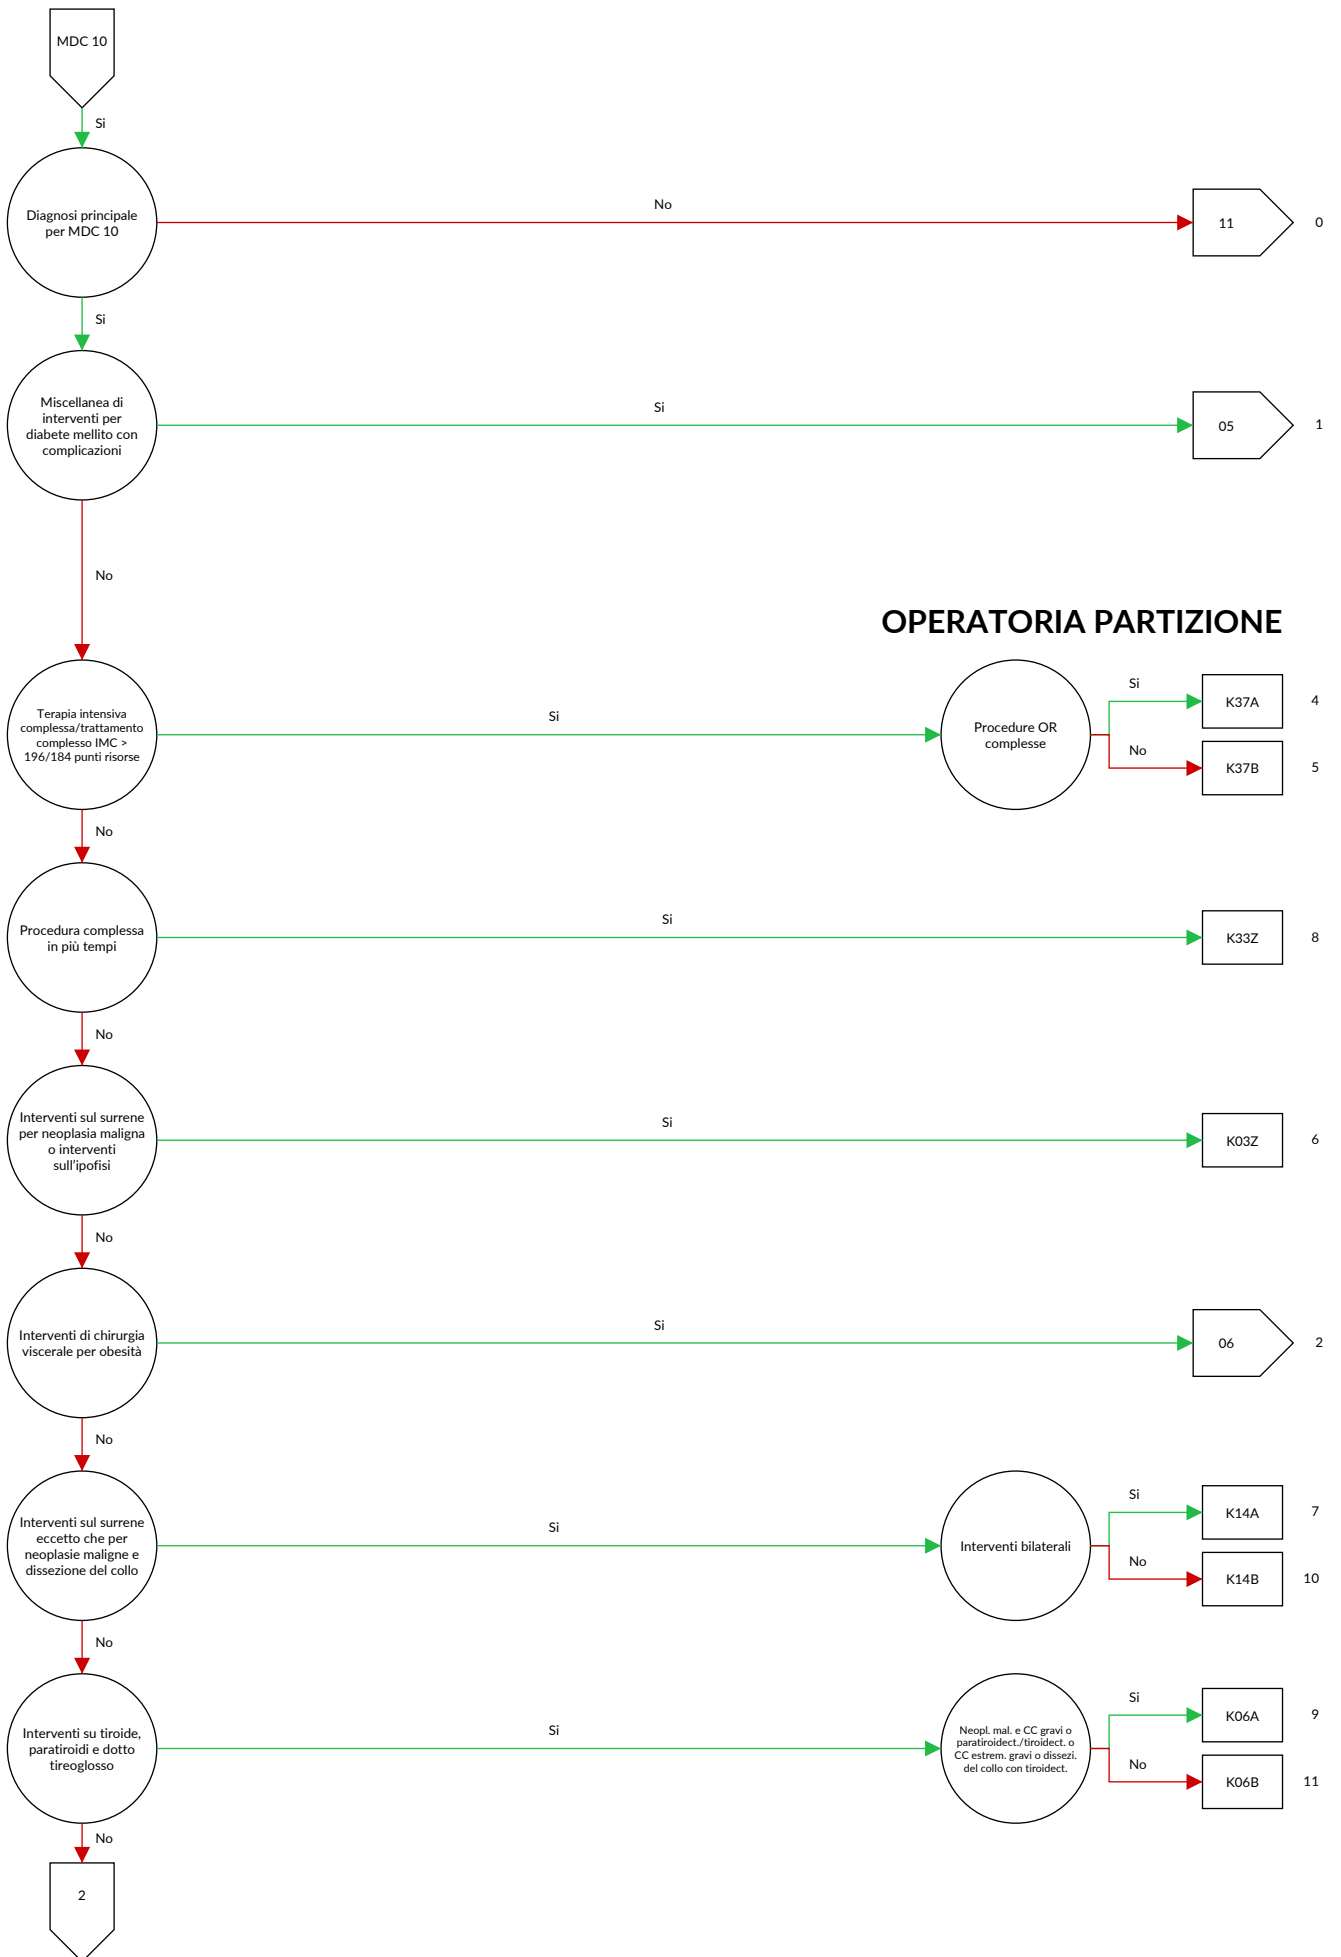 MDC 10
Si
Diagnosi principale
per MDC 10
No
11
0
Si
Miscellanea di
interventi per
diabete mellito con
complicazioni
Si
05
1
No
OPERATORIA PARTIZIONE
Terapia intensiva
complessa/trattamento
complesso IMC >
196/184 punti risorse
Si
Procedure OR
complesse
Si
K37A
4
No
K37B
5
No
Procedura complessa
in più tempi
Si
K33Z
8
No
Interventi sul surrene
per neoplasia maligna
o interventi
sull'ipofisi
Si
K03Z
6
No
Interventi di chirurgia
viscerale per obesità
Si
06
2
No
Interventi sul surrene
eccetto che per
neoplasie maligne e
dissezione del collo
Si
Interventi bilaterali
Si
K14A
7
No
K14B
10
No
Interventi su tiroide,
paratiroidi e dotto
tireoglosso
Si
Neopl. mal. e CC gravi o
paratiroidect./tiroidect. o
CC estrem. gravi o dissezi.
del collo con tiroidect.
Si
K06A
9
No
K06B
11
No
2